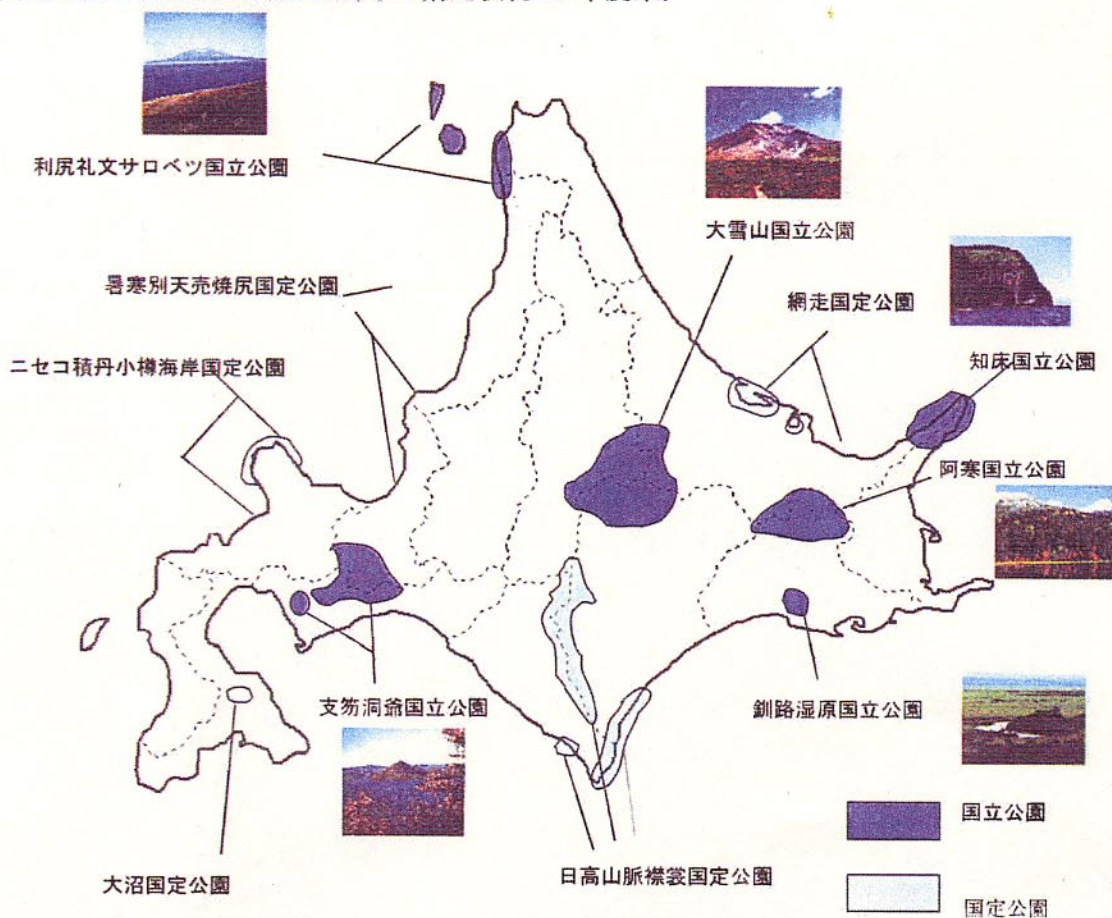 利尻礼文サロベツ国立公園
大雪山国立公園
暑寒別天売焼尻国定公園
網走国定公園
ニセコ積丹小樽海岸国定公園
知床国立公園
阿寒国立公園
支笏洞爺国立公園
釧路湿原国立公園
国立公園
大沼国定公園
日高山脈襟裳国定公園
国定公園